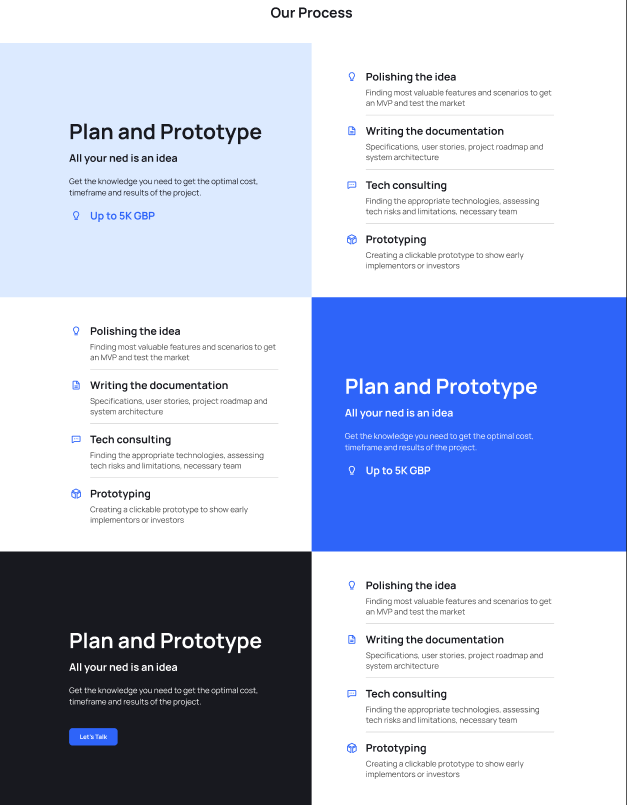 Our Process
Plan and Prototype
All your ned is an idea
Get the knowledge you need to get the optimal cost,
timeframe and results of the project.
Up to 5K GBP
Polishing the idea
Finding most valuable features and scenarios to get
an MVP and test the market
Writing the documentation
Specifications, user stories, project roadmap and
system architecture
Tech consulting
Finding the appropriate technologies, assessing
tech risks and limitations, necessary team
Prototyping
Creating a clickable prototype to show early
implementors or investors
Polishing the idea
Finding most valuable features and scenarios to get
an MVP and test the market
Writing the documentation
Specifications, user stories, project roadmap and
system architecture
Tech consulting
Finding the appropriate technologies, assessing
tech risks and limitations, necessary team
Prototyping
Creating a clickable prototype to show early
implementors or investors
Plan and Prototype
All your ned is an idea
Get the knowledge you need to get the optimal cost,
timeframe and results of the project.
Up to 5K GBP
Plan and Prototype
All your ned is an idea
Get the knowledge you need to get the optimal cost,
timeframe and results of the project.
Let's Talk
Polishing the idea
Finding most valuable features and scenarios to get
an MVP and test the market
Writing the documentation
Specifications, user stories, project roadmap and
system architecture
Tech consulting
Finding the appropriate technologies, assessing
tech risks and limitations, necessary team
Prototyping
Creating a clickable prototype to show early
implementors or investors